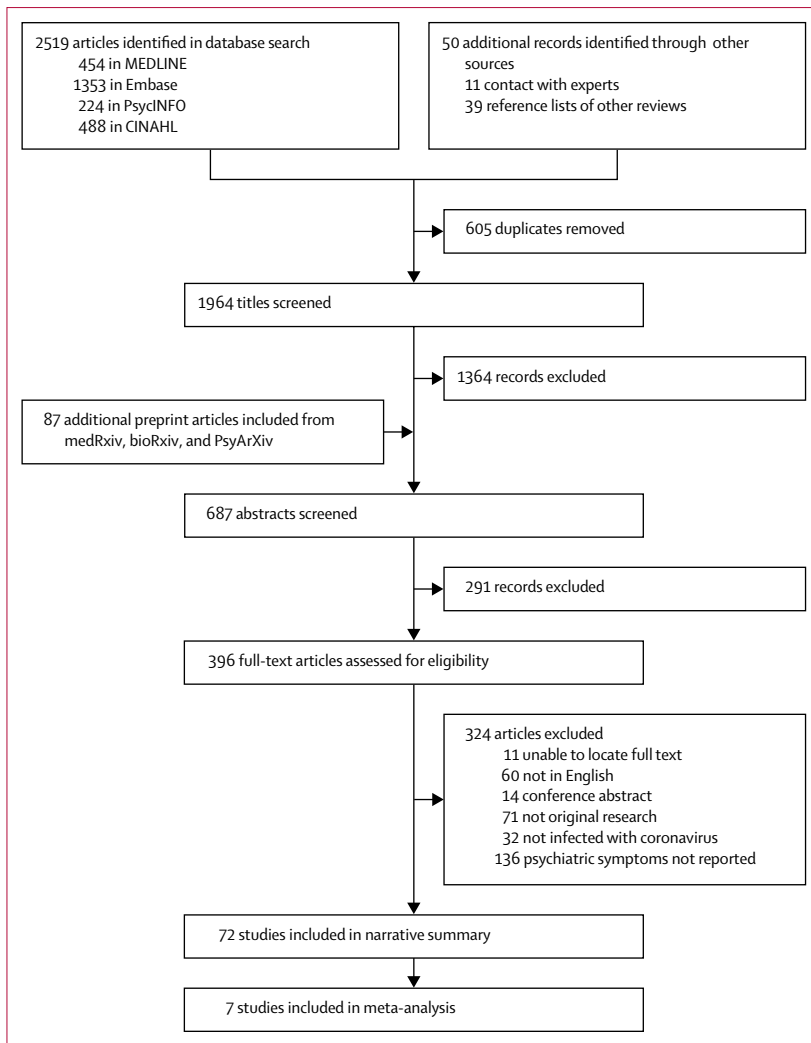 2519 articles identified in database search
454 in MEDLINE
1353 in Embase
224 in PsycINFO
488 in CINAHL
50 additional records identified through other
sources
11 contact with experts
39 reference lists of other reviews
605 duplicates removed
1964 titles screened
1364 records excluded
87 additional preprint articles included from
medRxiv, bioRxiv, and PsyArXiv
687 abstracts screened
291 records excluded
396 full-text articles assessed for eligibility
324 articles excluded
11 unable to locate full text
60 not in English
14 conference abstract
71 not original research
32 not infected with coronavirus
136 psychiatric symptoms not reported
72 studies included in narrative summary
7 studies included in meta-analysis